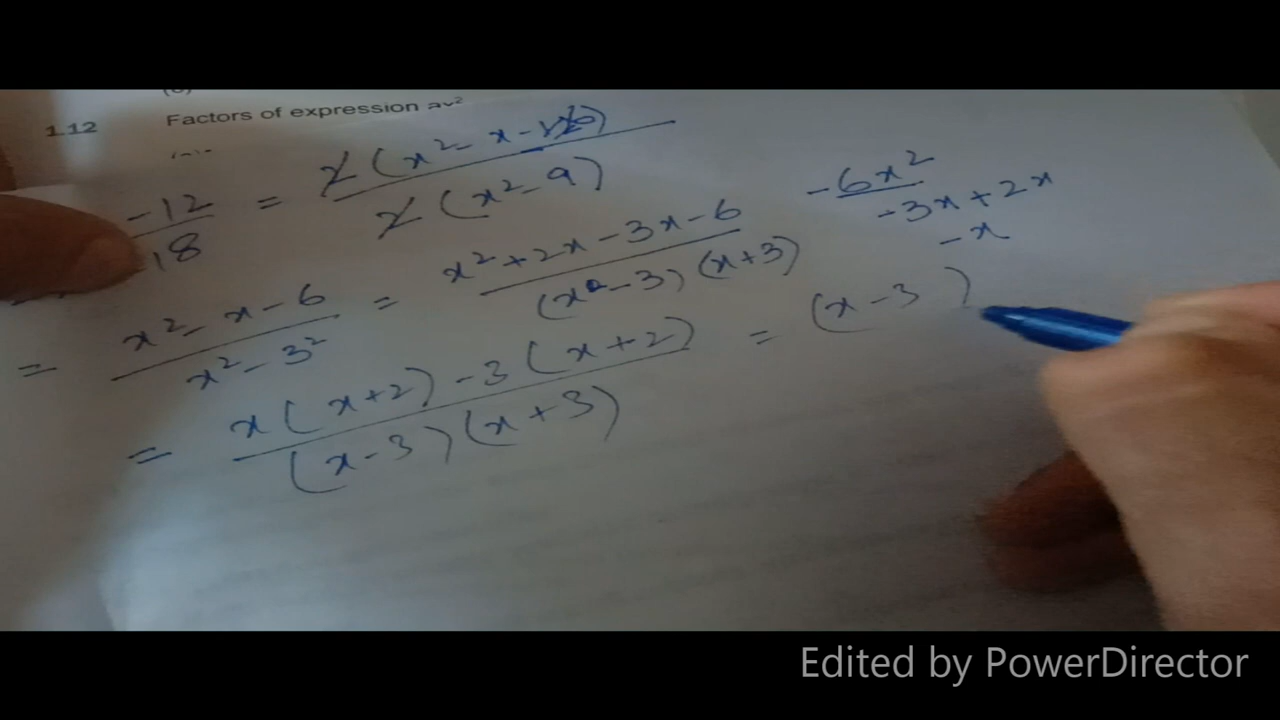 1.12 Factors of expression
-12/18 = 2(x² - x - 6)/2(x² - 9)
-6x²
-3x + 2x
-x
= x² - x - 6/x² - 3² = x² + 2x - 3x - 6/(x - 3)(x + 3)
= x(x+2) - 3(x+2)/(x-3)(x+3) = (x-3)
Edited by PowerDirector